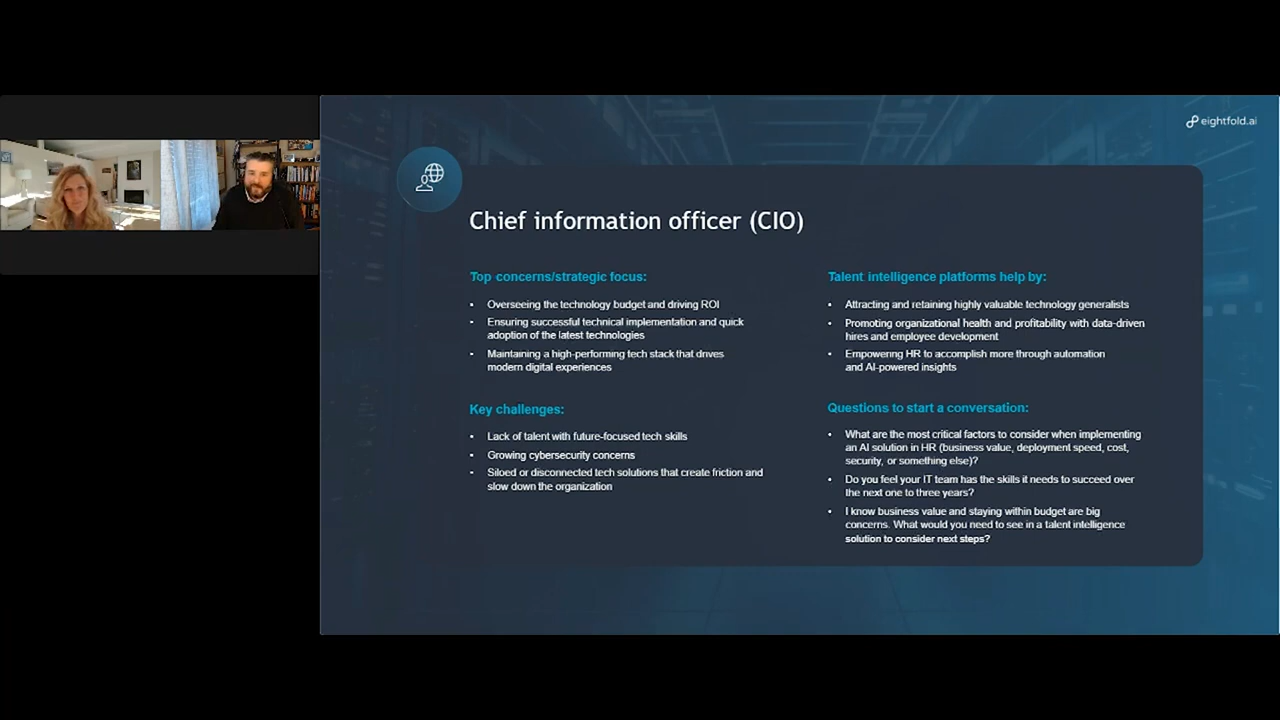 eightfold.ai
Chief information officer (CIO)
Top concerns/strategic focus:
• Overseeing the technology budget and driving ROI
• Ensuring successful technical implementation and quick
adoption of the latest technologies
• Maintaining a high-performing tech stack that drives
modern digital experiences
Key challenges:
• Lack of talent with future-focused tech skills
• Growing cybersecurity concerns
• Siloed or disconnected tech solutions that create friction and
slow down the organization
Talent intelligence platforms help by:
• Attracting and retaining highly valuable technology generalists
• Promoting organizational health and profitability with data-driven
hires and employee development
• Empowering HR to accomplish more through automation
and AI-powered insights
Questions to start a conversation:
• What are the most critical factors to consider when implementing
an AI solution in HR (business value, deployment speed, cost,
security, or something else)?
• Do you feel your IT team has the skills it needs to succeed over
the next one to three years?
• I know business value and staying within budget are big
concerns. What would you need to see in a talent intelligence
solution to consider next steps?